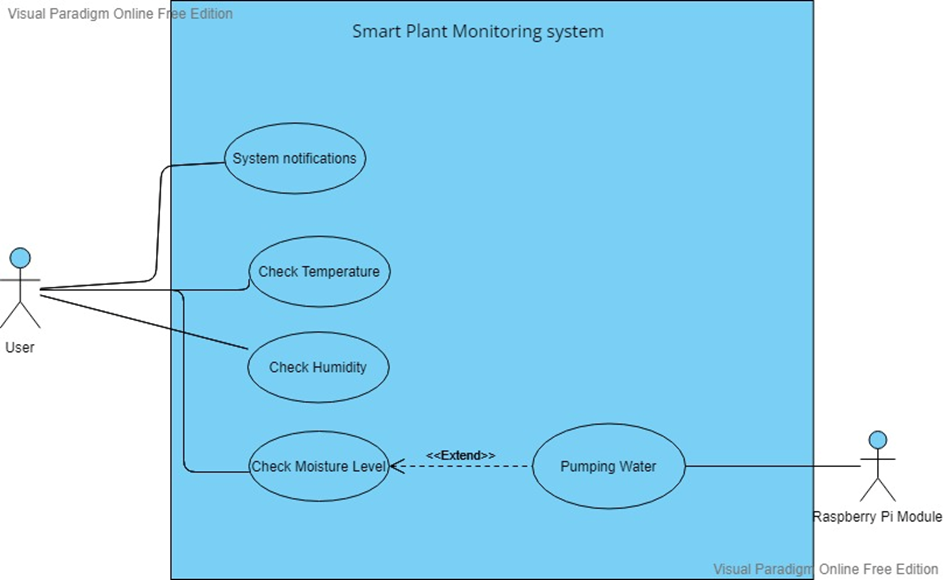 Visual Paradigm Online Free Edition
Smart Plant Monitoring system
System notifications
Check Temperature
User
Check Humidity
<<Extend>>
Check Moisture Level
Pumping Water
Raspberry Pi Module
Visual Paradigm Online Free Edition